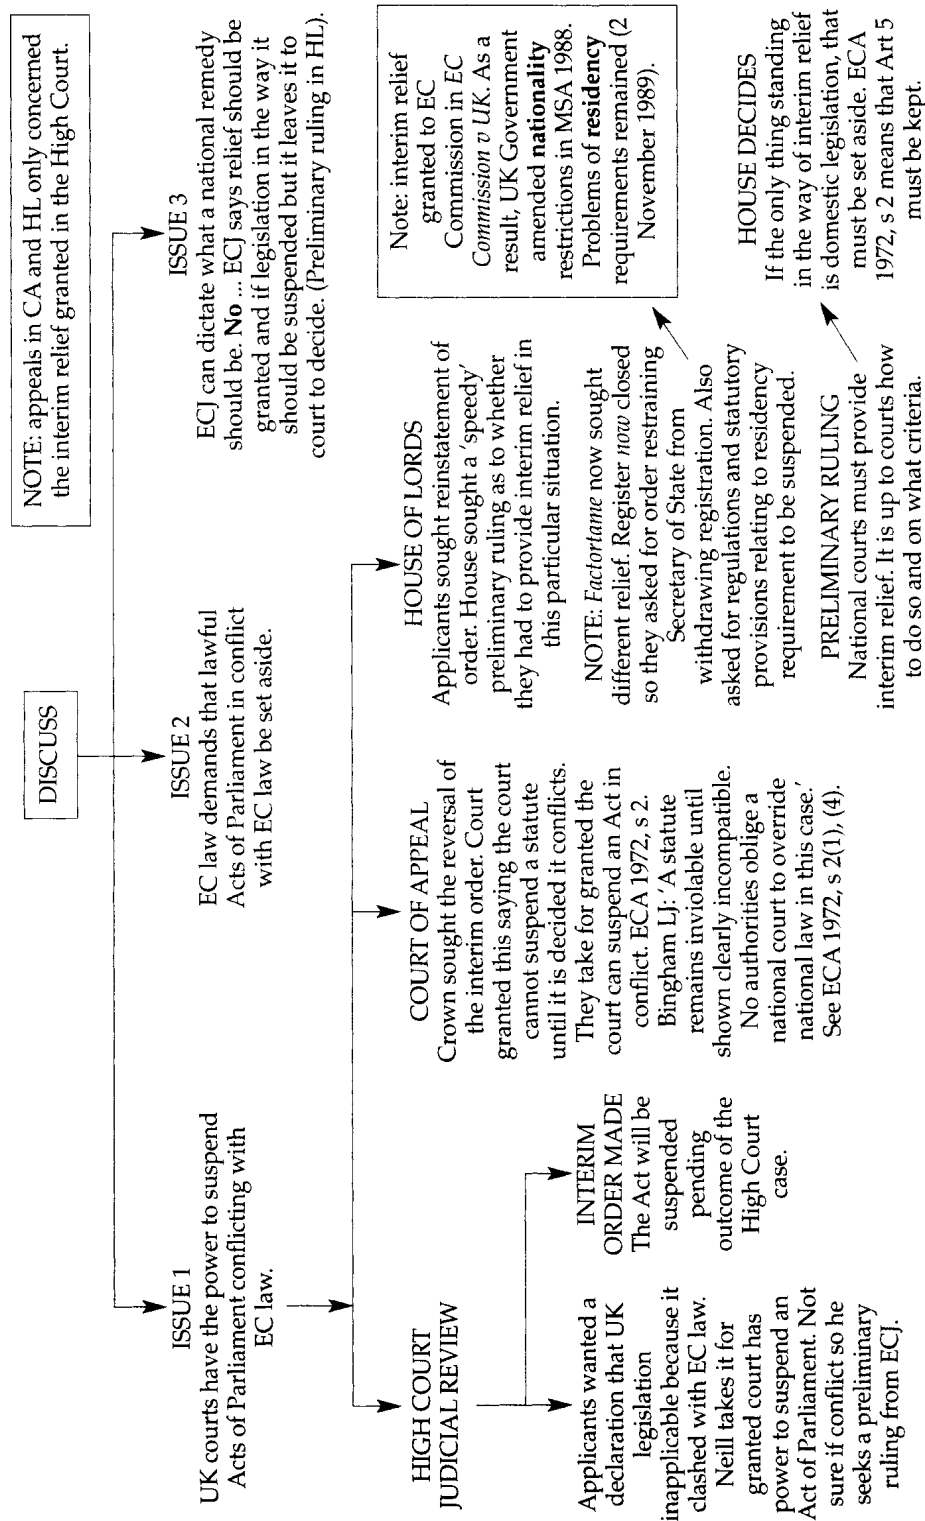 DISCUSS
NOTE: appeals in CA and HL only concerned
the interim relief granted in the High Court.
ISSUE 1
UK courts have the power to suspend
Acts of Parliament conflicting with
EC law.
ISSUE 2
EC law demands that lawful
Acts of Parliament in conflict
with EC law be set aside.
ISSUE 3
ECJ can dictate what a national remedy
should be. No ... ECJ says relief should be
granted and if legislation in the way it
should be suspended but it leaves it to
court to decide. (Preliminary ruling in HL).
HIGH COURT
JUDICIAL REVIEW
Applicants wanted a
declaration that UK
legislation
inapplicable because it
clashed with EC law.
Neill takes it for
granted court has
power to suspend an
Act of Parliament. Not
sure if conflict so he
seeks a preliminary
ruling from ECJ.
INTERIM
ORDER MADE
The Act will be
suspended
pending
outcome of the
High Court
case.
COURT OF APPEAL
Crown sought the reversal of
the interim order. Court
granted this saying the court
cannot suspend a statute
until it is decided it conflicts.
They take for granted the
court can suspend an Act in
conflict. ECA 1972, s 2.
Bingham LJ: 'A statute
remains inviolable until
shown clearly incompatible.
No authorities oblige a
national court to override
national law in this case.'
See ECA 1972, s 2(1), (4).
HOUSE OF LORDS
Applicants sought reinstatement of
order. House sought a 'speedy'
preliminary ruling as to whether
they had to provide interim relief in
this particular situation.
NOTE: Factortame now sought
different relief. Register now closed
so they asked for order restraining
Secretary of State from
withdrawing registration. Also
asked for regulations and statutory
provisions relating to residency
requirement to be suspended.
PRELIMINARY RULING
National courts must provide
interim relief. It is up to courts how
to do so and on what criteria.
Note: interim relief
granted to EC
Commission in EC
Commission v UK. As a
result, UK Government
amended nationality
restrictions in MSA 1988.
Problems of residency
requirements remained (2
November 1989).
HOUSE DECIDES
If the only thing standing
in the way of interim relief
is domestic legislation, that
must be set aside. ECA
1972, s 2 means that Art 5
must be kept.